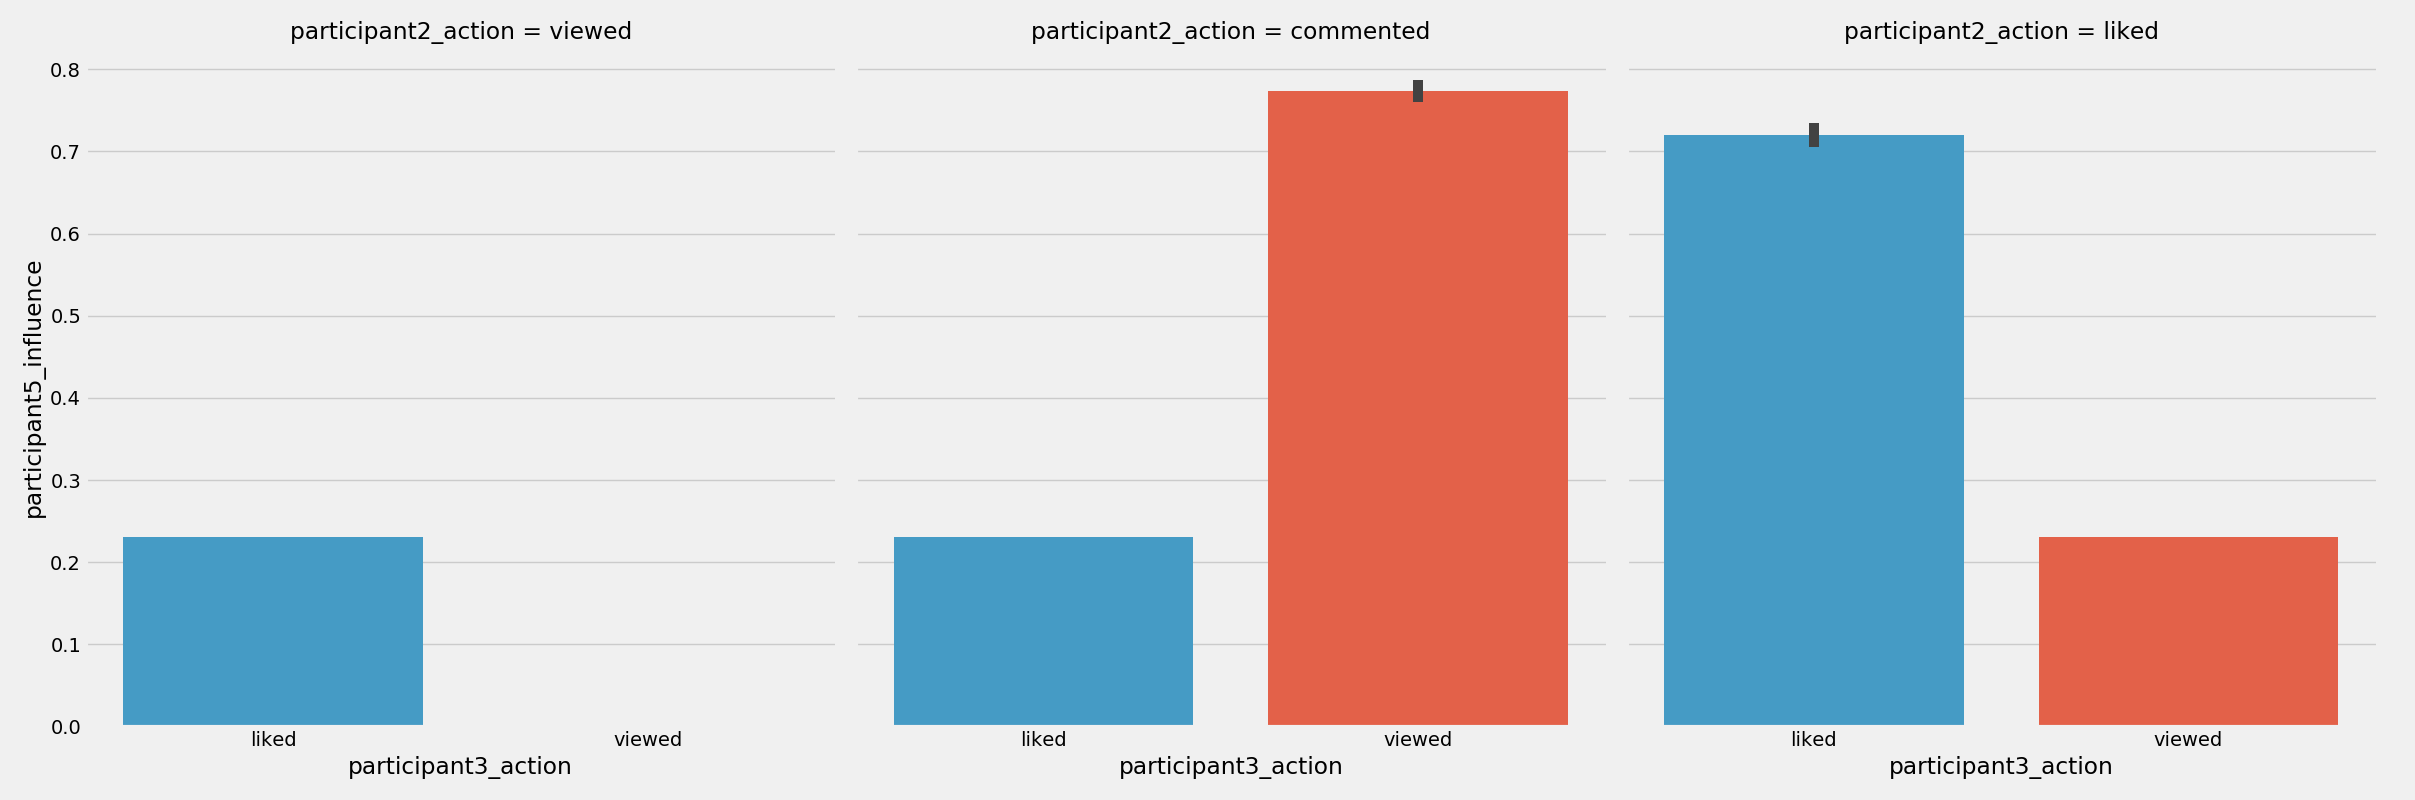 participant2_action = viewed
participant2_action = commented
participant2_action = liked
participant5_influence
0.8
0.7
0.6
0.5
0.4
0.3
0.2
0.1
0.0
liked viewed
liked viewed
liked viewed
participant3_action
participant3_action
participant3_action